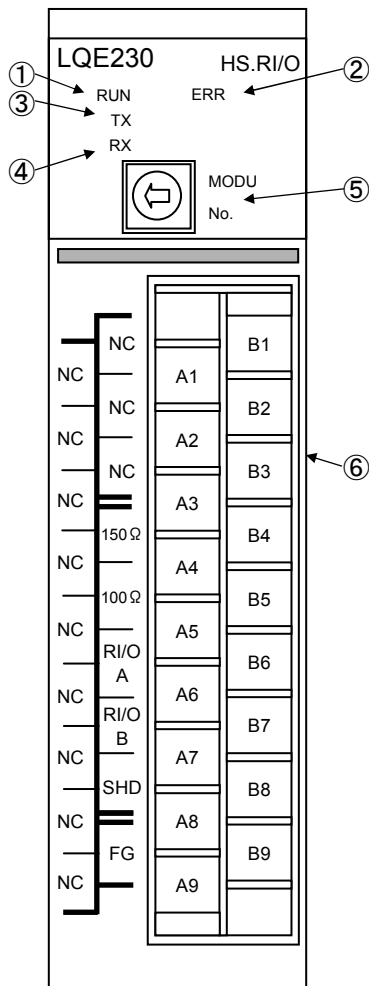 LQE230 HS.RI/O
① RUN ERR ②
③ TX
④ RX
MODU ⑤
No.
NC B1
NC A1
NC B2
NC A2
NC B3 ⑥
NC A3
150Ω B4
NC A4
100Ω B5
NC A5
RI/O A B6
NC A6
RI/O B B7
NC A7
SHD B8
NC A8
FG B9
NC A9